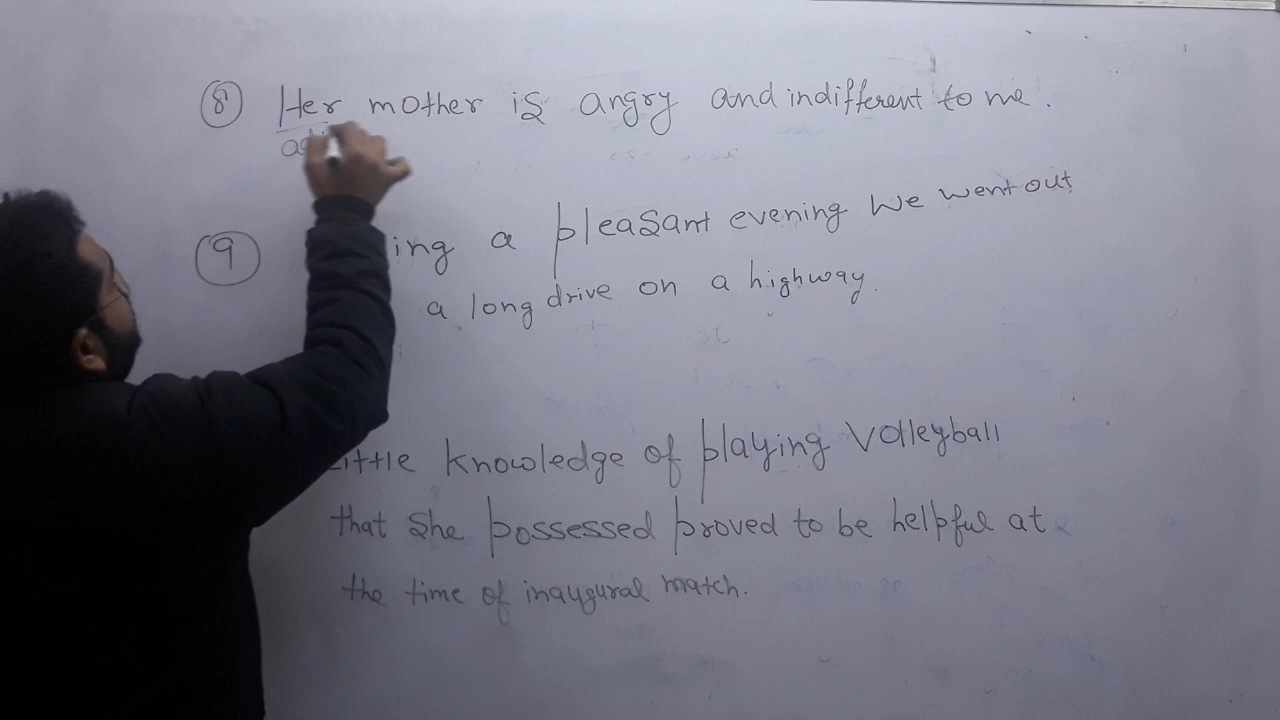 8 Her mother is angry and indifferent to me.
9 ing a pleasant evening we went out
a long drive on a highway.
Little knowledge of playing volleyball
that she possessed proved to be helpful at
the time of inaugural match.